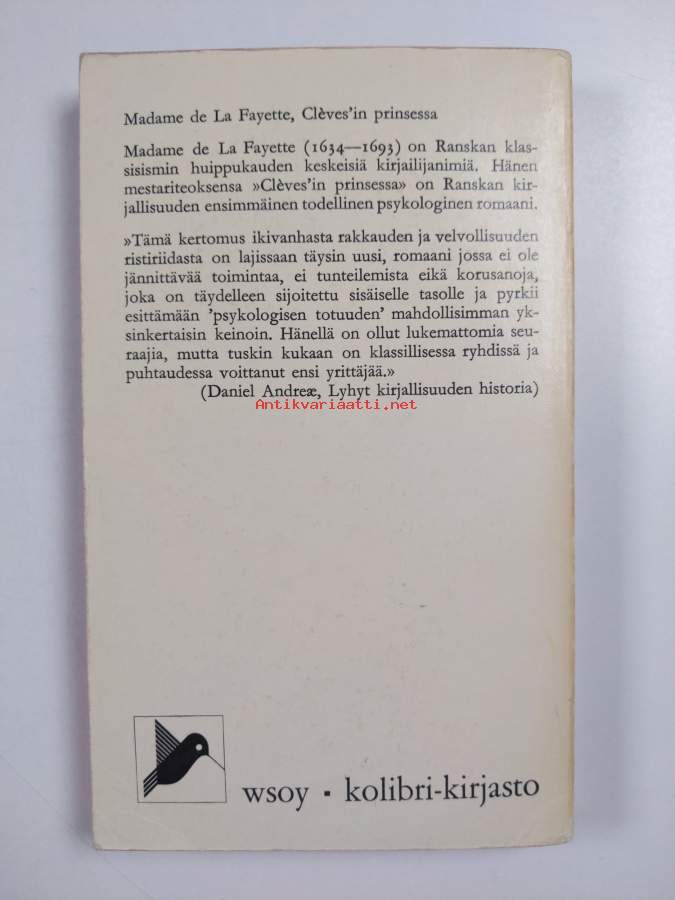 Madame de La Fayette, Clèves'in prinsessa
Madame de La Fayette (1634—1693) on Ranskan klas-
sisismin huippukauden keskeisiä kirjailijanimiä. Hänen
mestariteoksensa »Clèves'in prinsessa» on Ranskan kir-
jallisuuden ensimmäinen todellinen psykologinen romaani.
»Tämä kertomus ikivanhasta rakkauden ja velvollisuuden
ristiriidasta on lajissaan täysin uusi, romaani jossa ei ole
jännittävää toimintaa, ei tunteilemista eikä korusanoja,
joka on täydelleen sijoitettu sisäiselle tasolle ja pyrkii
esittämään 'psykologisen totuuden' mahdollisimman yk-
sinkertaisin keinoin. Hänellä on ollut lukemattomia seu-
raajia, mutta tuskin kukaan on klassillisessa ryhdissä ja
puhtaudessa voittanut ensi yrittäjää.»
(Daniel Andreæ, Lyhyt kirjallisuuden historia)
Antikvariaatti.net
wsoy ▪ kolibri-kirjasto